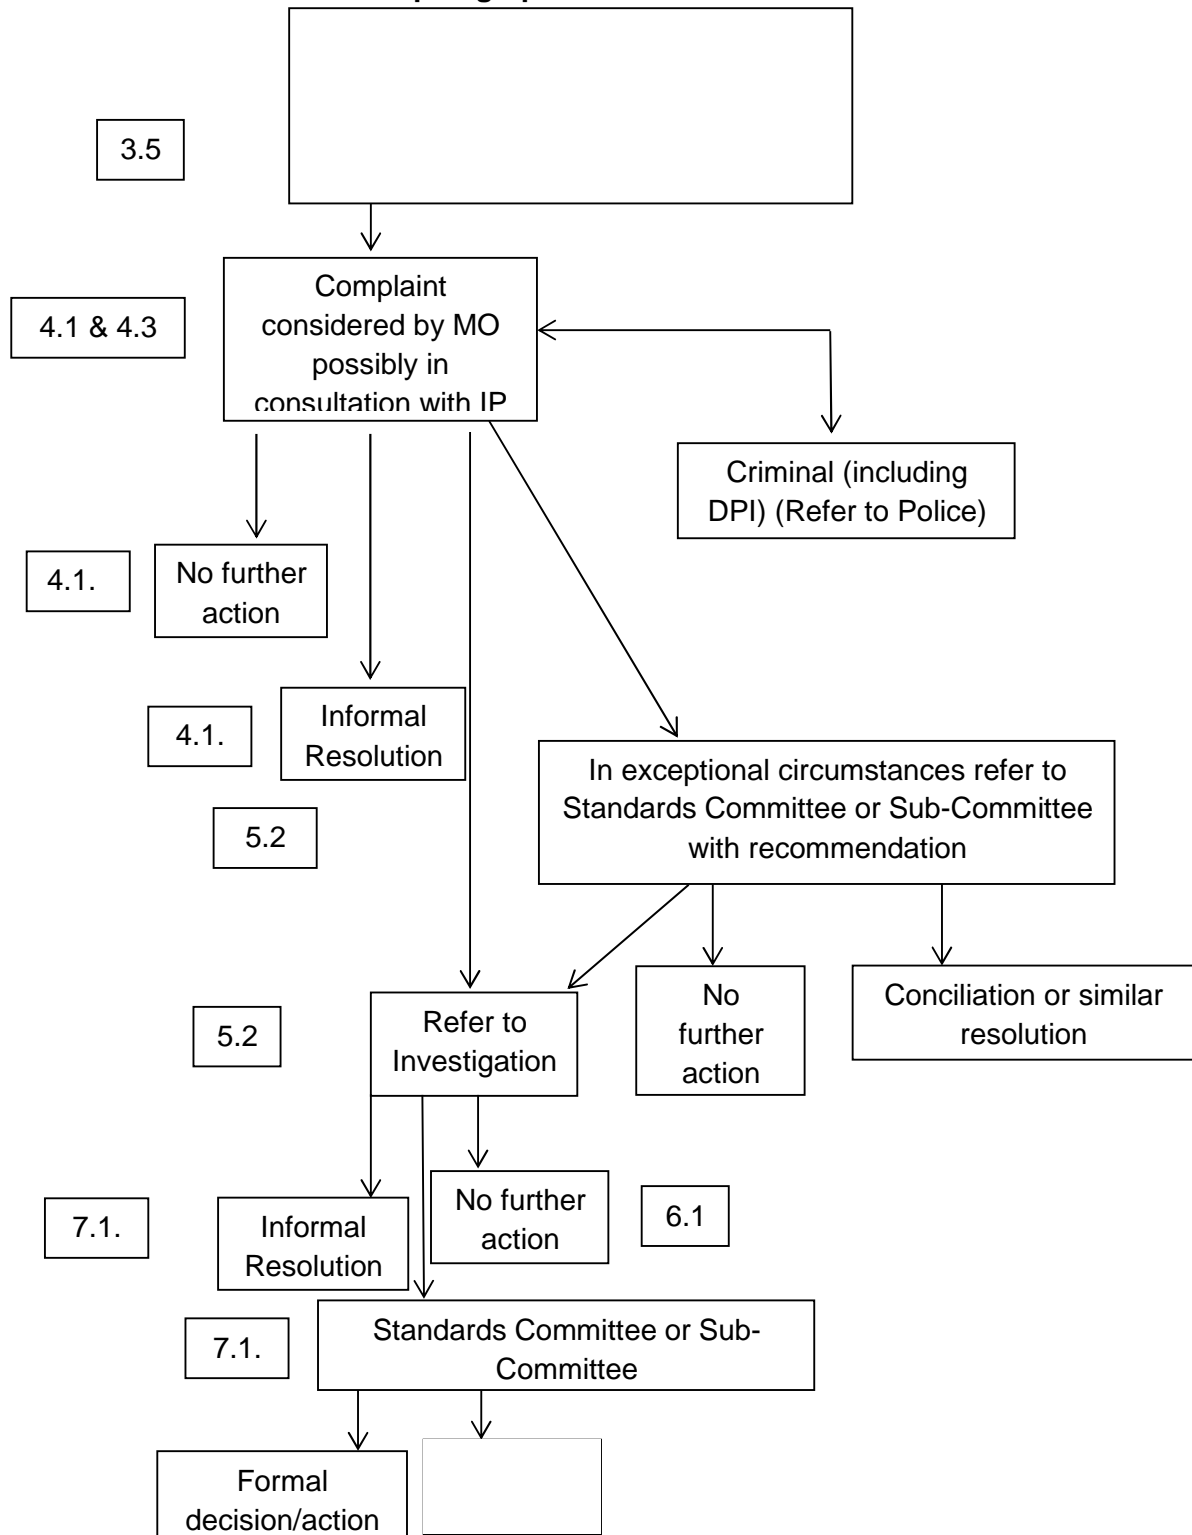 3.5
4.1 & 4.3
Complaint
considered by MO
possibly in
consultation with IP
Criminal (including
DPI) (Refer to Police)
4.1.
No further
action
4.1.
Informal
Resolution
5.2
In exceptional circumstances refer to
Standards Committee or Sub-Committee
with recommendation
5.2
Refer to
Investigation
No
further
action
Conciliation or similar
resolution
7.1.
Informal
Resolution
No further
action
6.1
7.1.
Standards Committee or Sub-
Committee
Formal
decision/action